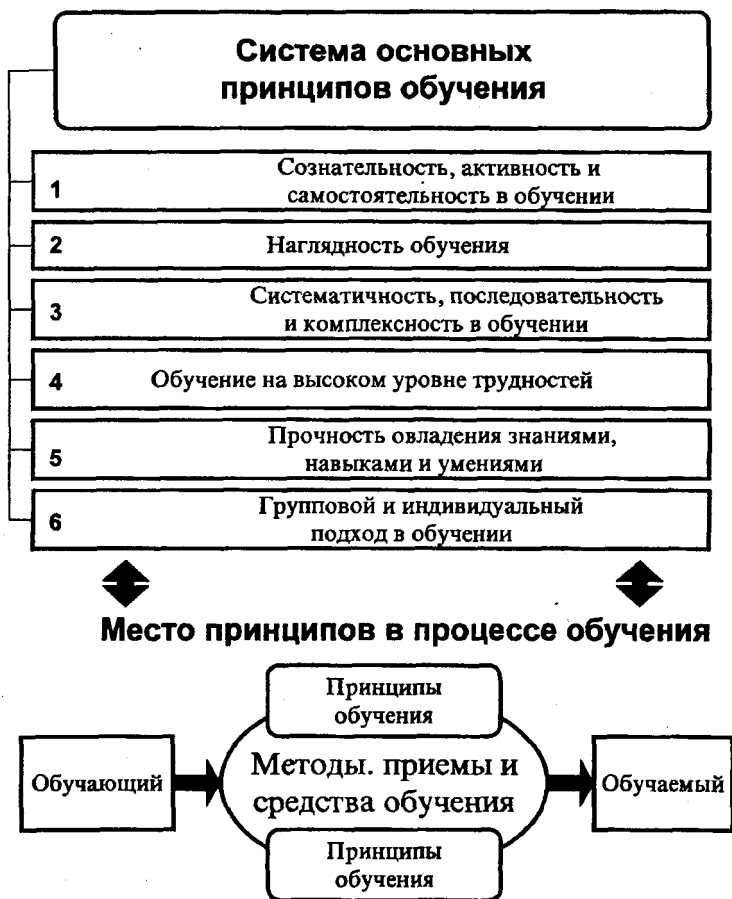 Система основных
принципов обучения
1
Сознательность, активность и
самостоятельность в обучении
2
Наглядность обучения
3
Систематичность, последовательность
и комплексность в обучении
4
Обучение на высоком уровне трудностей
5
Прочность овладения знаниями,
навыками и умениями
6
Групповой и индивидуальный
подход в обучении
Место принципов в процессе обучения
Принципы
обучения
Обучающий
Методы. приемы и
средства обучения
Обучаемый
Принципы
обучения